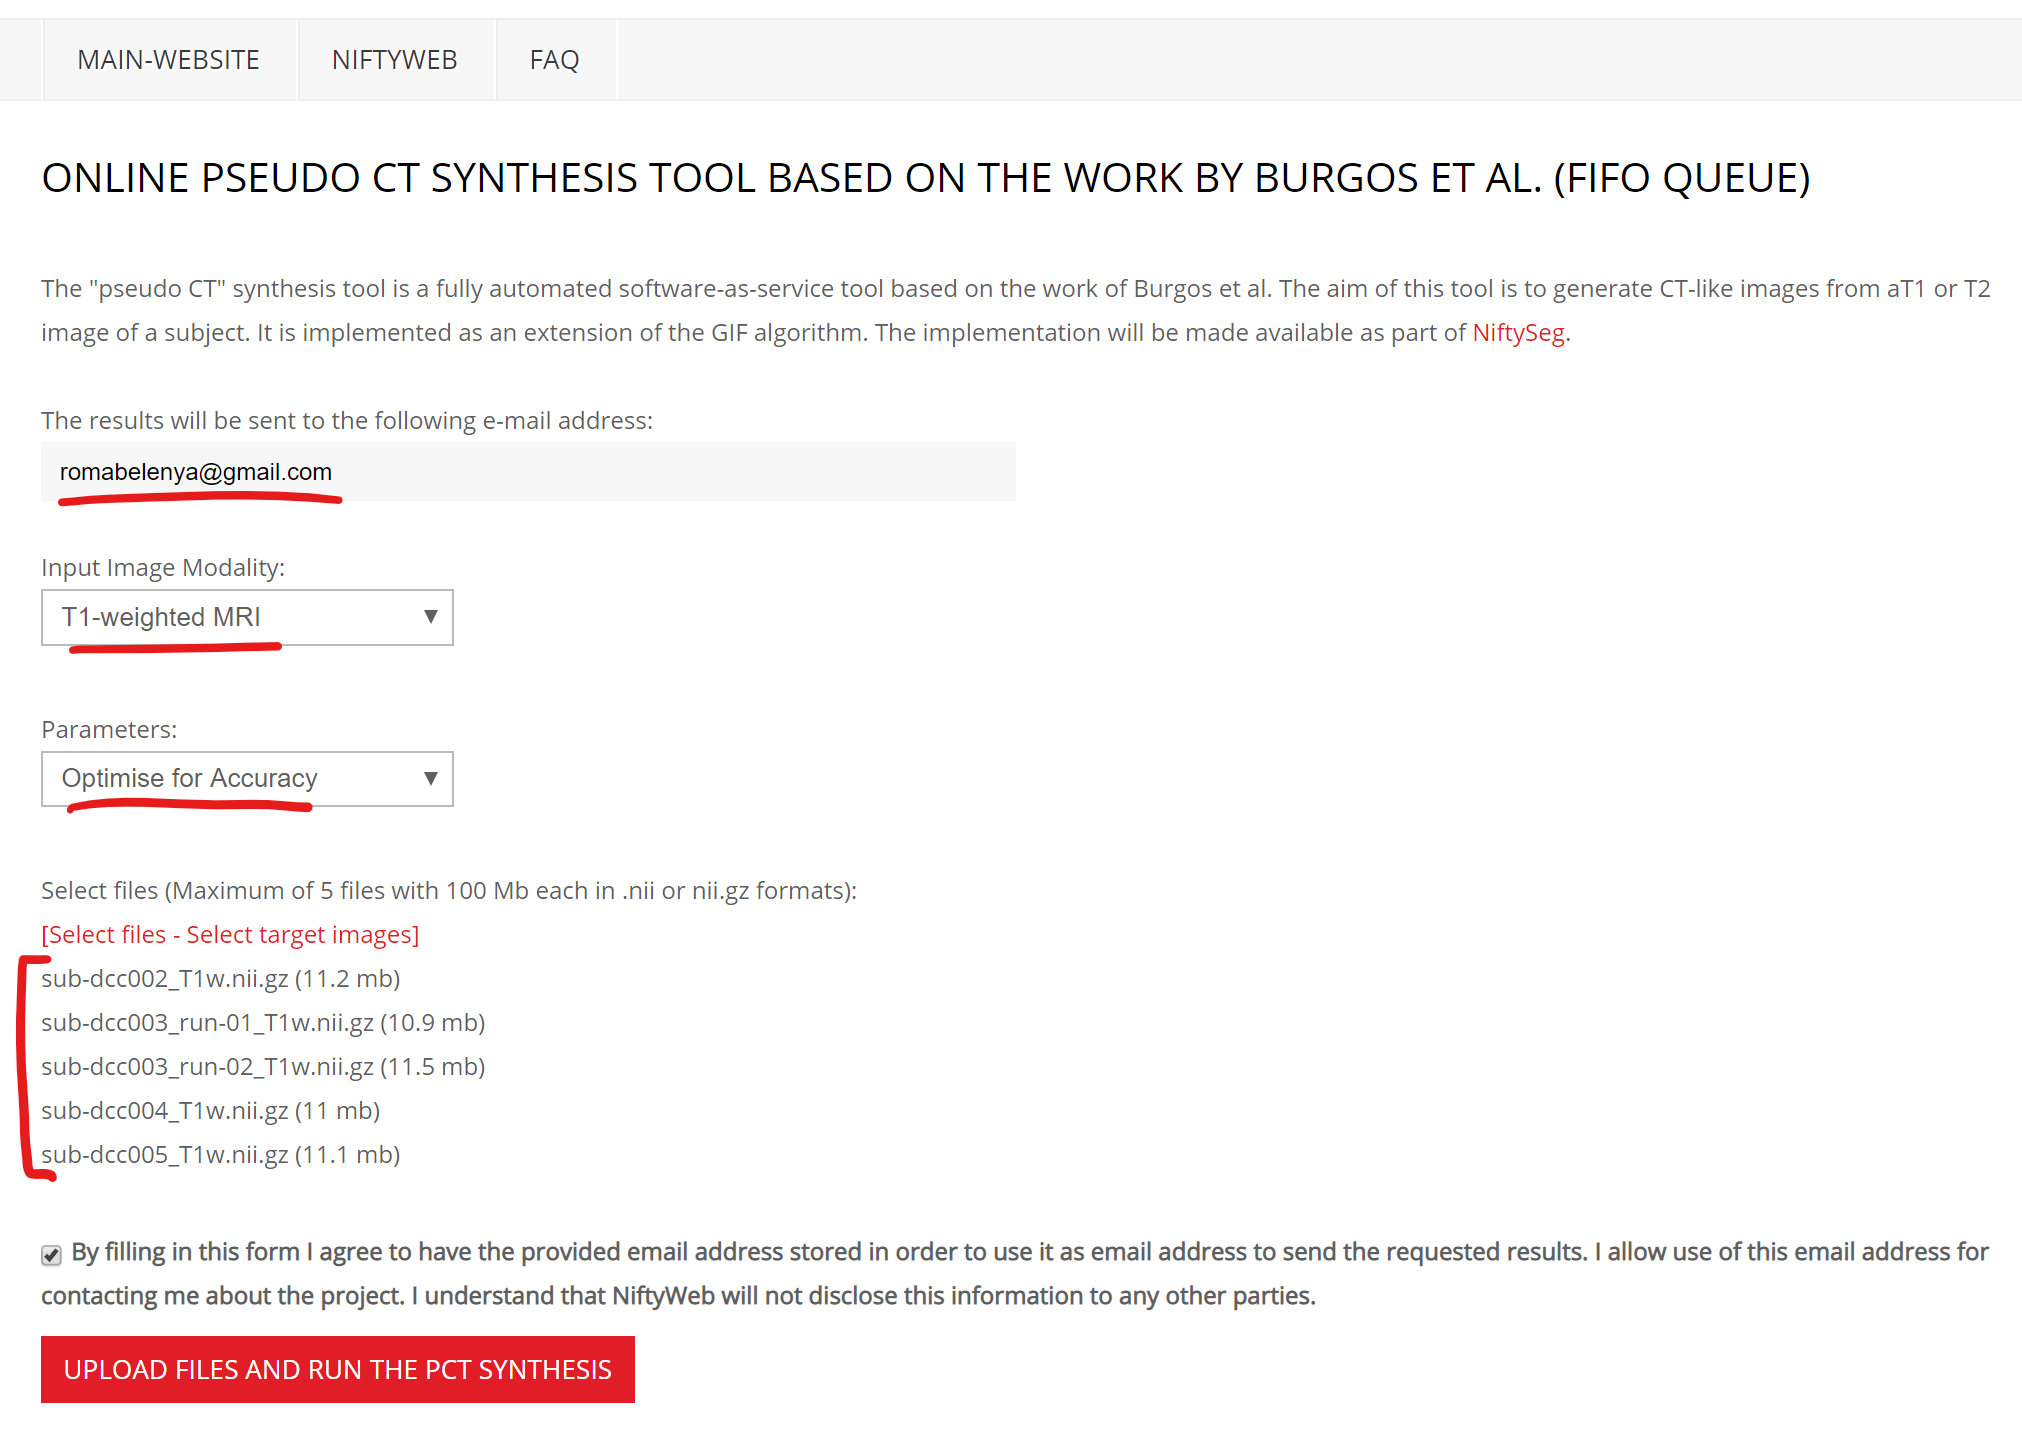 MAIN-WEBSITE NIFTYWEB FAQ
ONLINE PSEUDO CT SYNTHESIS TOOL BASED ON THE WORK BY BURGOS ET AL. (FIFO QUEUE)
The "pseudo CT" synthesis tool is a fully automated software-as-service tool based on the work of Burgos et al. The aim of this tool is to generate CT-like images from aT1 or T2
image of a subject. It is implemented as an extension of the GIF algorithm. The implementation will be made available as part of NiftySeg.
The results will be sent to the following e-mail address:
romabelenya@gmail.com
Input Image Modality:
T1-weighted MRI ▼
Parameters:
Optimise for Accuracy ▼
Select files (Maximum of 5 files with 100 Mb each in .nii or nii.gz formats):
[Select files - Select target images]
sub-dcc002_T1w.nii.gz (11.2 mb)
sub-dcc003_run-01_T1w.nii.gz (10.9 mb)
sub-dcc003_run-02_T1w.nii.gz (11.5 mb)
sub-dcc004_T1w.nii.gz (11 mb)
sub-dcc005_T1w.nii.gz (11.1 mb)
By filling in this form I agree to have the provided email address stored in order to use it as email address to send the requested results. I allow use of this email address for
contacting me about the project. I understand that NiftyWeb will not disclose this information to any other parties.
UPLOAD FILES AND RUN THE PCT SYNTHESIS